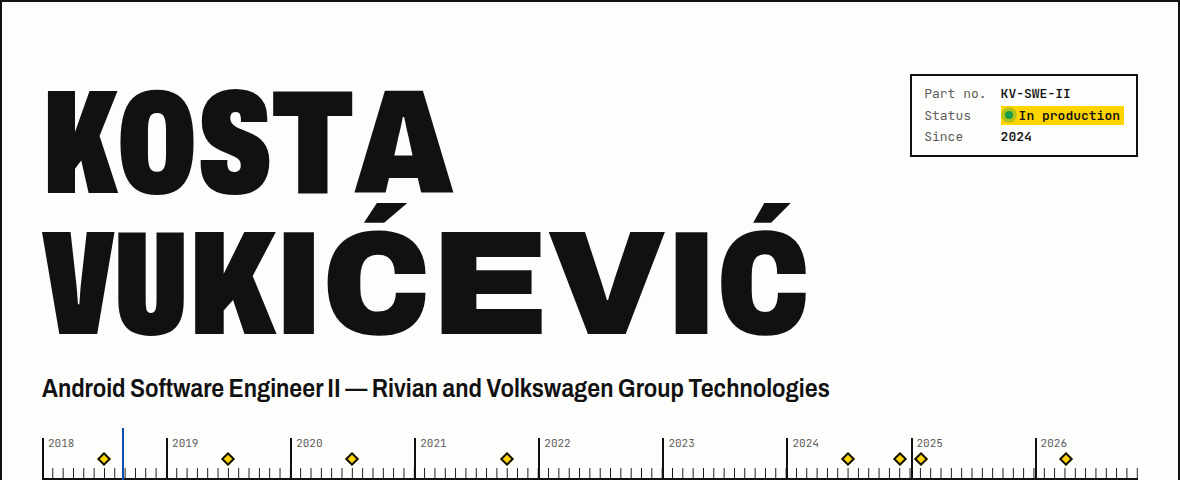 KOSTA
VUKIĆEVIĆ
Part no. KV-SWE-II
Status In production
Since 2024
Android Software Engineer II — Rivian and Volkswagen Group Technologies
2018 2019 2020 2021 2022 2023 2024 2025 2026